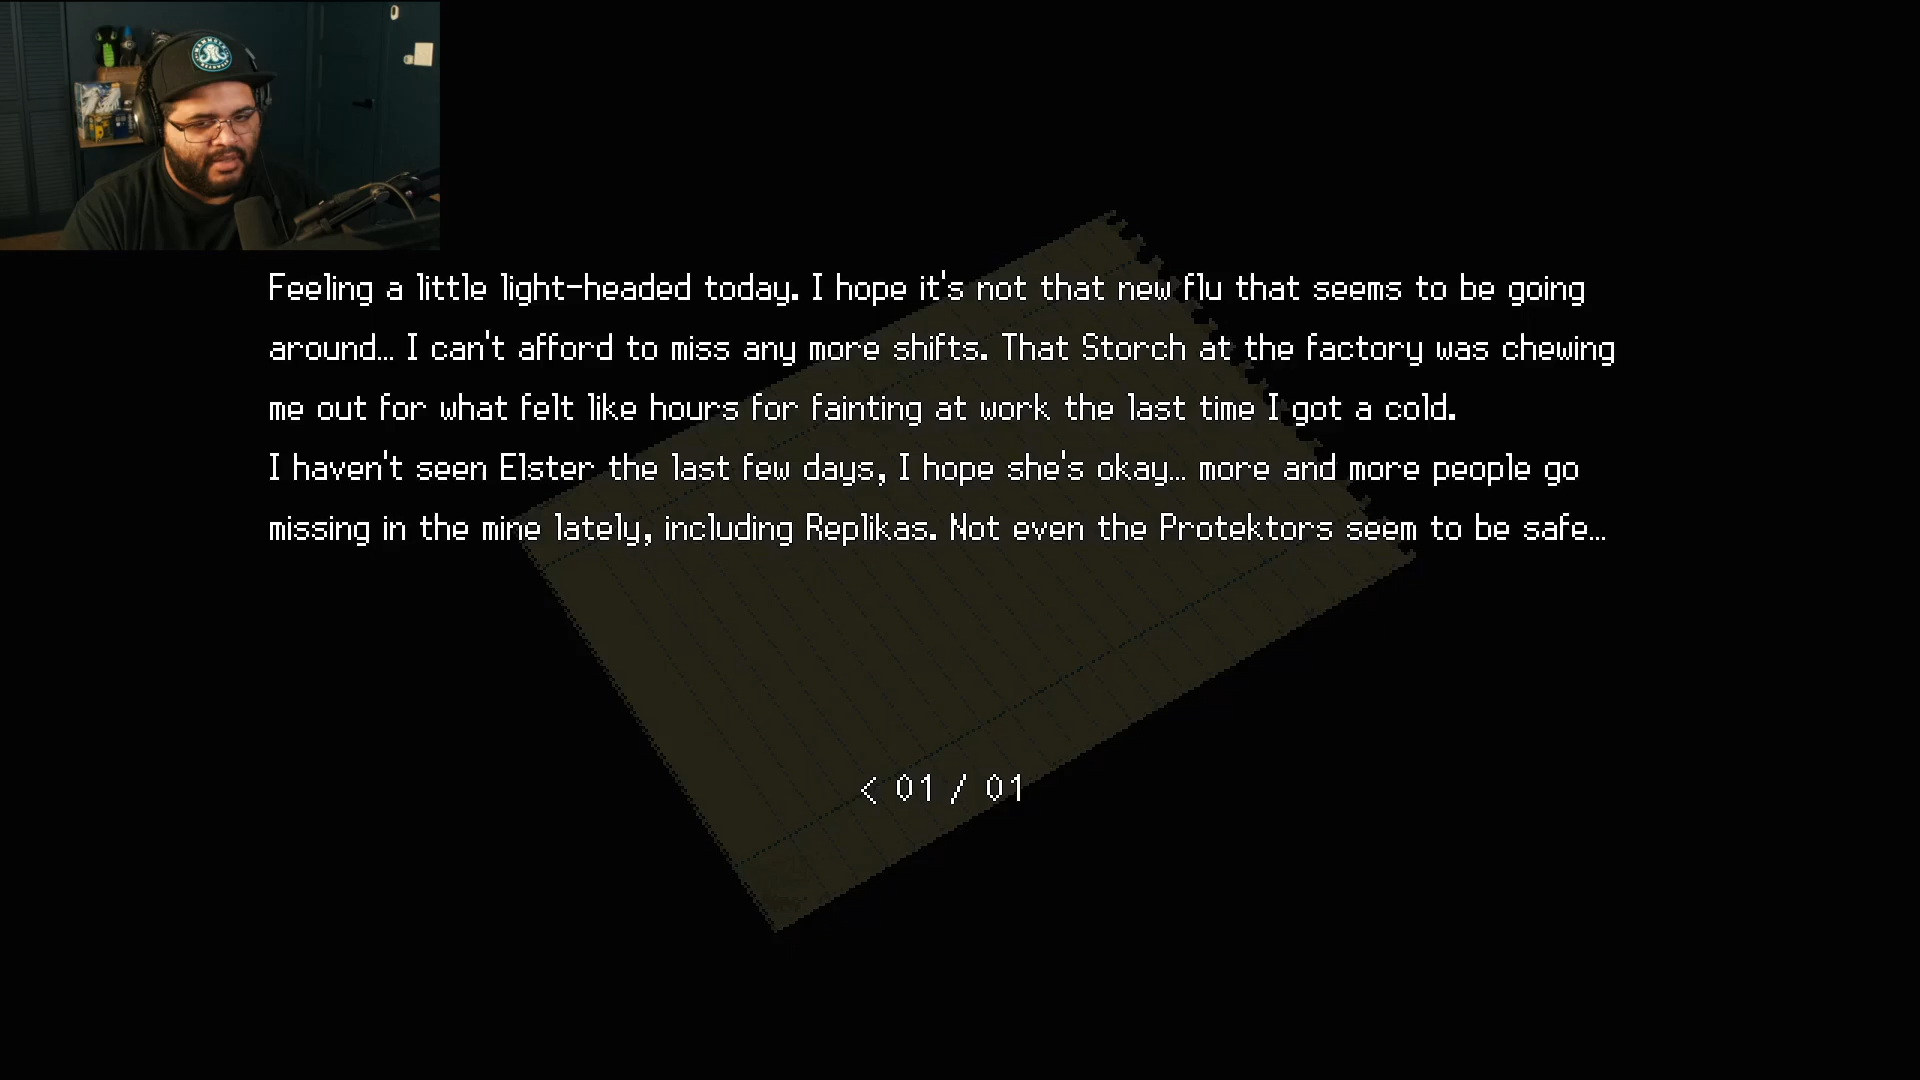 Feeling a little light-headed today. I hope it's not that new flu that seems to be going
around... I can't afford to miss any more shifts. That Storch at the factory was chewing
me out for what felt like hours for fainting at work the last time I got a cold.
I haven't seen Elster the last few days, I hope she's okay... more and more people go
missing in the mine lately, including Replikas. Not even the Protektors seem to be safe...
< 01 / 01